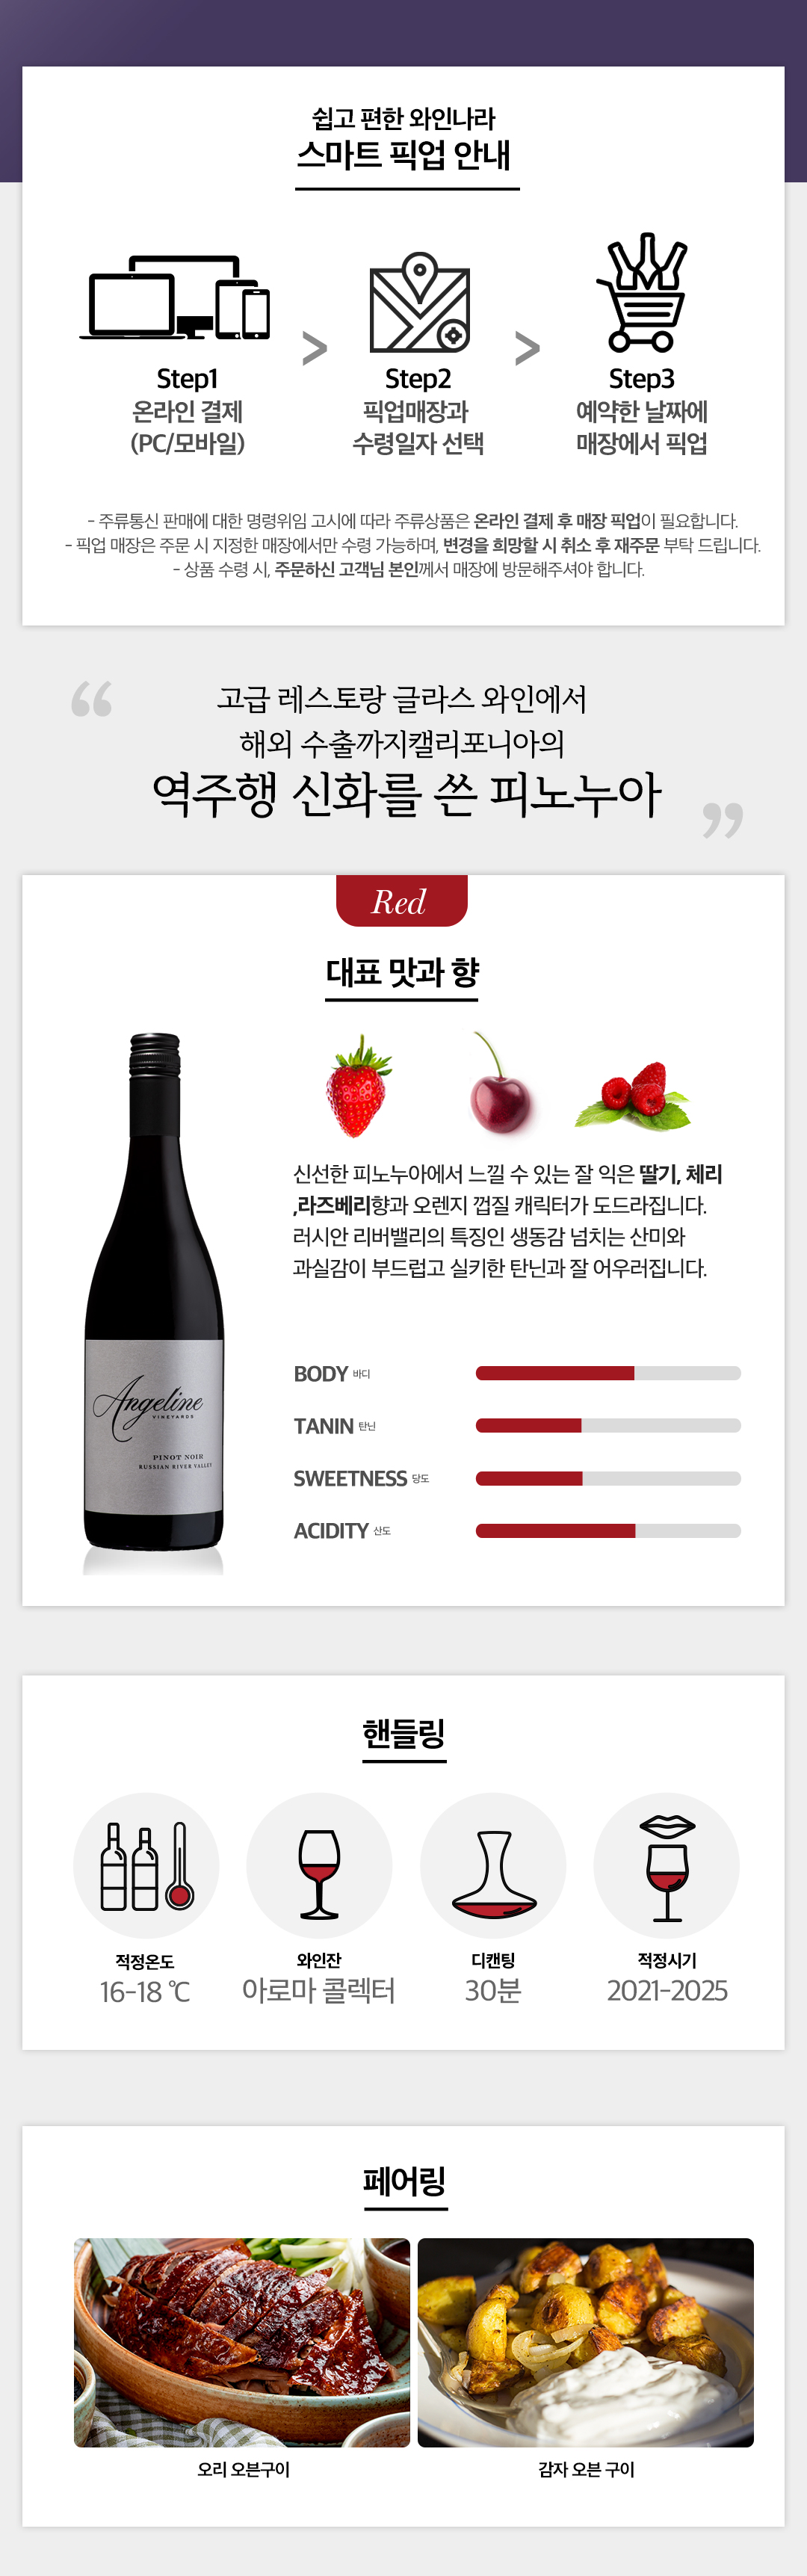 쉽고 편한 와인나라
스마트 픽업 안내
Step1
온라인 결제
(PC/모바일)
>
Step2
픽업매장과
수령일자 선택
>
Step3
예약한 날짜에
매장에서 픽업
- 주류통신 판매에 대한 명령위임 고시에 따라 주류상품은 온라인 결제 후 매장 픽업이 필요합니다.
- 픽업 매장은 주문 시 지정한 매장에서만 수령 가능하며, 변경을 희망할 시 취소 후 재주문 부탁 드립니다.
- 상품 수령 시, 주문하신 고객님 본인께서 매장에 방문해주셔야 합니다.
“
고급 레스토랑 글라스 와인에서
해외 수출까지캘리포니아의
역주행 신화를 쓴 피노누아
”
Red
대표 맛과 향
신선한 피노누아에서 느낄 수 있는 잘 익은 딸기, 체리
,라즈베리향과 오렌지 껍질 캐릭터가 도드라집니다.
러시안 리버밸리의 특징인 생동감 넘치는 산미와
과실감이 부드럽고 실키한 탄닌과 잘 어우러집니다.
Angeline
VINEYARDS
PINOT NOIR
RUSSIAN RIVER VALLEY
BODY 바디
TANIN 탄닌
SWEETNESS 당도
ACIDITY 산도
핸들링
적정온도
16-18 ℃
와인잔
아로마 콜렉터
디캔팅
30분
적정시기
2021-2025
페어링
오리 오븐구이
감자 오븐 구이